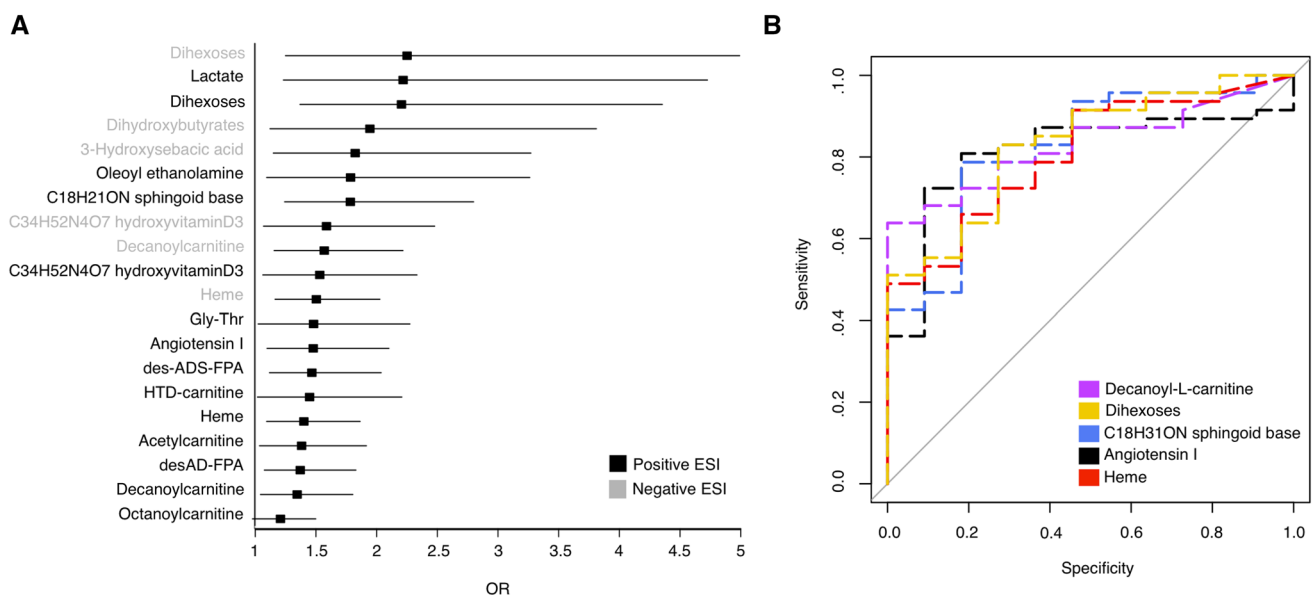 A
Dihexoses
Lactate
Dihexoses
Dihydroxybutyrates
3-Hydroxysebacic acid
Oleoyl ethanolamine
C18H21ON sphingoid base
C34H52N4O7 hydroxyvitaminD3
Decanoylcarnitine
C34H52N4O7 hydroxyvitaminD3
Heme
Gly-Thr
Angiotensin I
des-ADS-FPA
HTD-carnitine
Heme
Acetylcarnitine
desAD-FPA
Decanoylcarnitine
Octanoylcarnitine
Positive ESI
Negative ESI
1 1.5 2 2.5 3 3.5 4 4.5 5
OR
B
Sensitivity
.1.0
.0.8
.0.6
.0.4
.0.2
0.0
Decanoyl-L-carnitine
Dihexoses
C18H31ON sphingoid base
Angiotensin I
Heme
0.0 0.2 0.4 0.6 0.8 1.0
Specificity